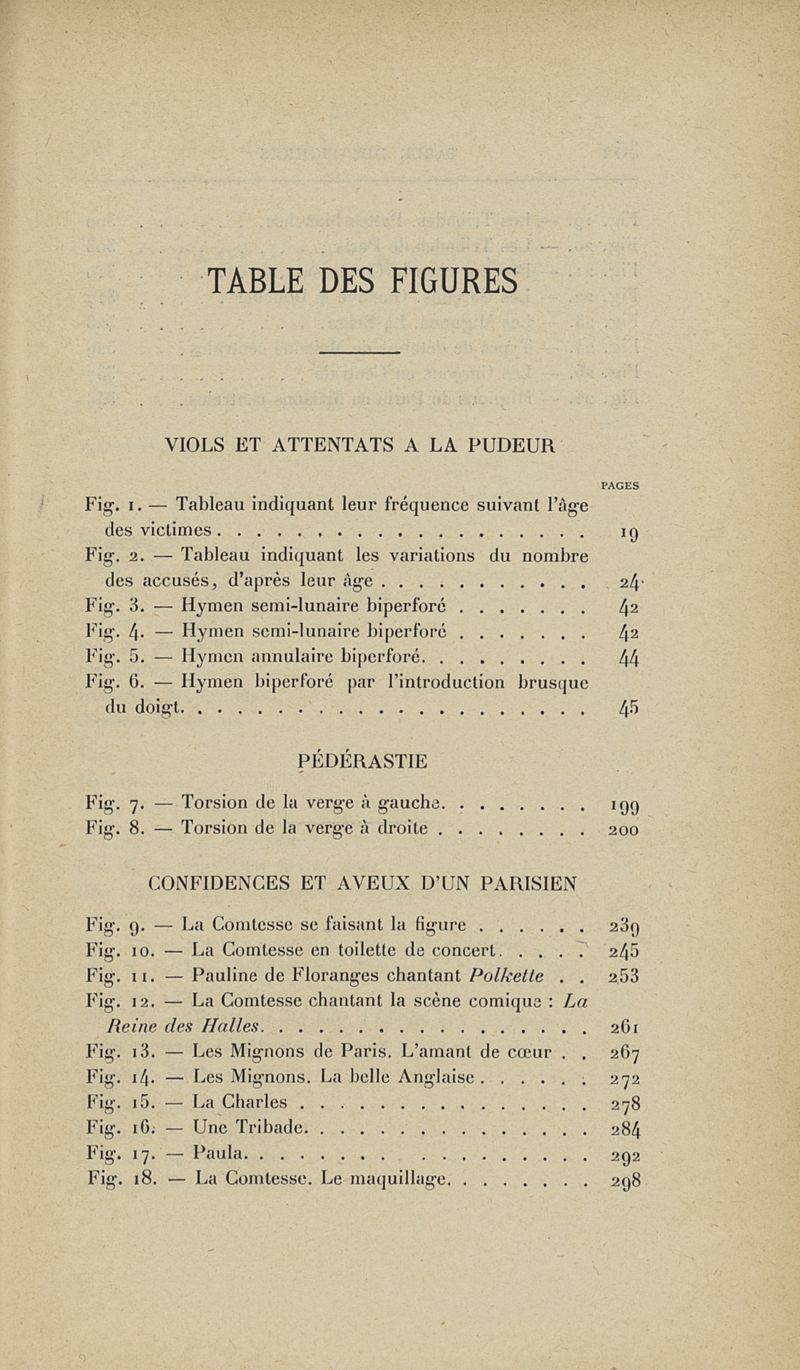 TABLE DES FIGURES
VIOLS ET ATTENTATS A LA PUDEUR
PAGES
Fig. 1. — Tableau indiquant leur fréquence suivant l'âge
des victimes . . . . . . . . . . . . . . . . . . . 19
Fig. 2. — Tableau indiquant les variations du nombre
des accusés, d'après leur âge . . . . . . . . . . . 24
Fig. 3. — Hymen semi-lunaire biperforé . . . . . . . 42
Fig. 4. — Hymen semi-lunaire biperforé . . . . . . . 42
Fig. 5. — Hymen annulaire biperforé. . . . . . . . . 44
Fig. 6. — Hymen biperforé par l'introduction brusque
du doigt. . . . . . . . . . . . . . . . . . . . . 45
PÉDÉRASTIE
Fig. 7. — Torsion de la verge à gauche. . . . . . . . 199
Fig. 8. — Torsion de la verge à droite . . . . . . . . 200
CONFIDENCES ET AVEUX D'UN PARISIEN
Fig. 9. — La Comtesse se faisant la figure . . . . . . 239
Fig. 10. — La Comtesse en toilette de concert. . . . . 245
Fig. 11. — Pauline de Floranges chantant Polkette . . 253
Fig. 12. — La Comtesse chantant la scène comique : La
Reine des Halles. . . . . . . . . . . . . . . . . 261
Fig. 13. — Les Mignons de Paris. L'amant de cœur . . 267
Fig. 14. — Les Mignons. La belle Anglaise . . . . . . 272
Fig. 15. — La Charles . . . . . . . . . . . . . . . 278
Fig. 16. — Une Tribade. . . . . . . . . . . . . . . 284
Fig. 17. — Paula. . . . . . . . . . . . . . . . . 292
Fig. 18. — La Comtesse. Le maquillage. . . . . . . . 298